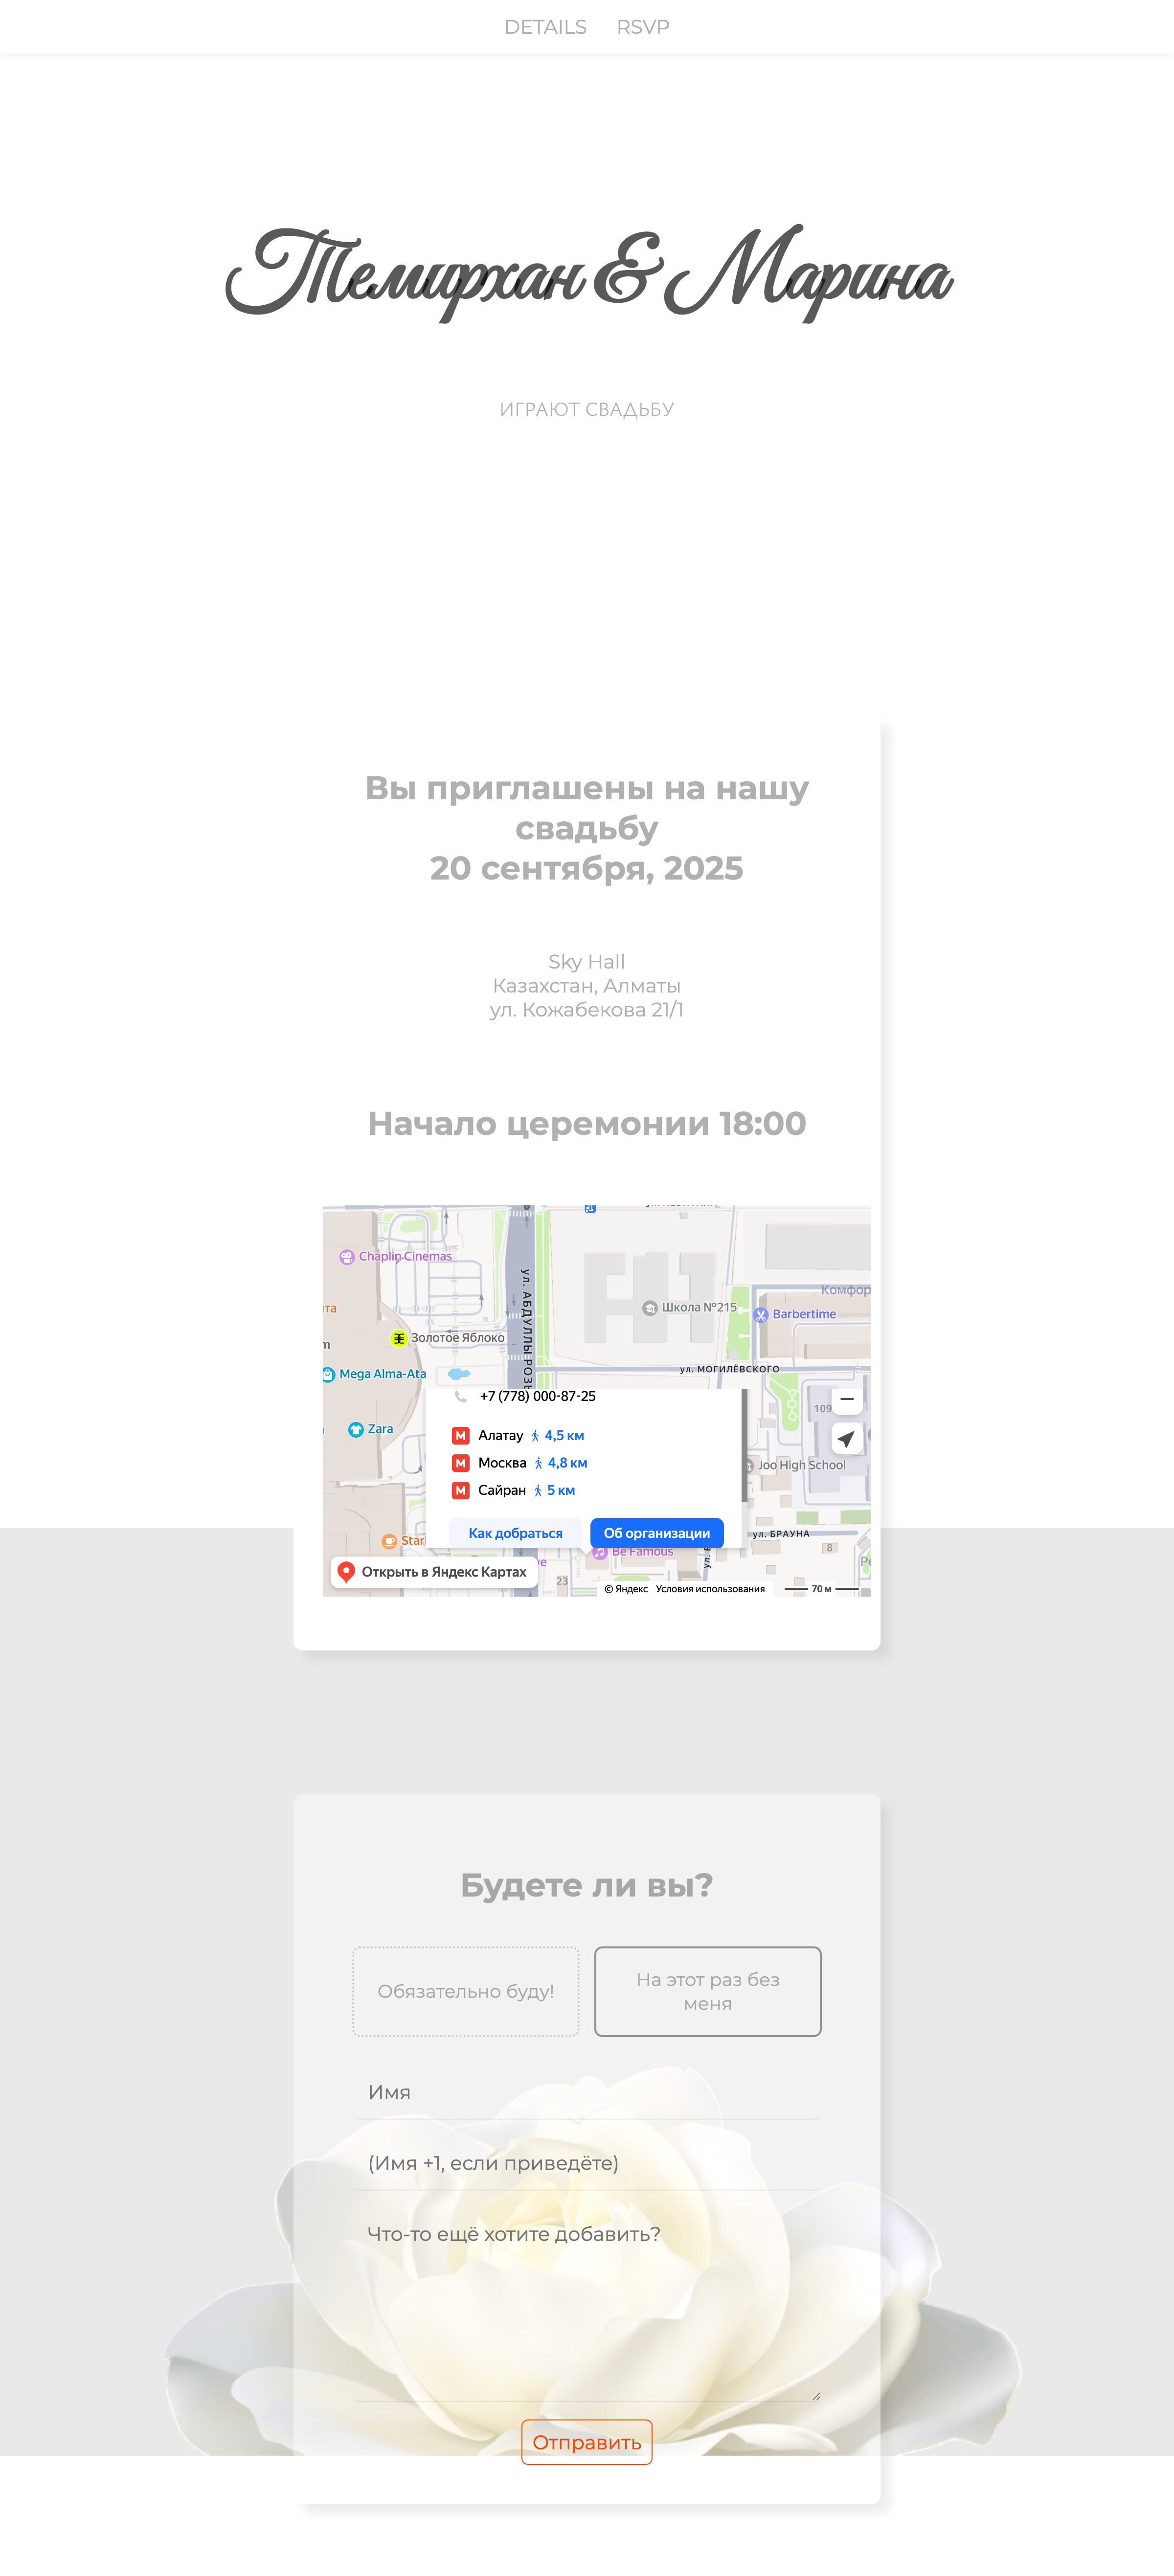 DETAILS RSVP
Темирхан & Марина
ИГРАЮТ СВАДЬБУ
Вы приглашены на нашу
свадьбу
20 сентября, 2025
Sky Hall
Казахстан, Алматы
ул. Кожабекова 21/1
Начало церемонии 18:00
Chaplin Cinemas
Комфор
Школа №215
Barbertime
Золотое Яблоко
ул. АБДУЛЛЫ РОЗЫ
Mega Alma-Ata
ул. МОГИЛЁВСКОГО
+7 (778) 000-87-25
109
Zara
Алатау 4,5 км
Москва 4,8 км
Joo High School
Сайран 5 км
Как добраться Об организации
ул. БРАУНА
Star
Be Famous
8
Открыть в Яндекс Картах
23
© Яндекс Условия использования 70 м
Будете ли вы?
Обязательно буду!
На этот раз без
меня
Имя
(Имя +1, если приведёте)
Что-то ещё хотите добавить?
Отправить